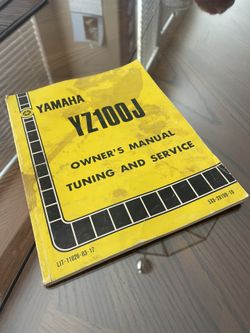 YAMAHA
YZ100J
OWNER'S MANUAL
TUNING AND SERVICE
LIT-11626-03-17